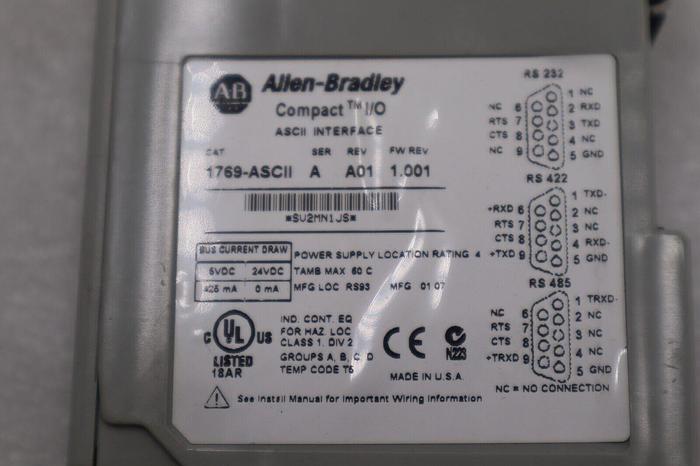 AB Allen-Bradley
Compact™ I/O
ASCII INTERFACE
CAT SER REV FW REV
1769-ASCII A A01 1.001
*SV2MN1JS*
BUS CURRENT DRAW
5VDC 24VDC
425 mA 0 mA
POWER SUPPLY LOCATION RATING 4
TAMB MAX 60 C
MFG LOC RS93 MFG 01 07
C UL US
LISTED
18AR
IND. CONT. EQ
FOR HAZ. LOC
CLASS 1, DIV 2
GROUPS A, B, C, D
TEMP CODE T5
CE
N223
MADE IN U.S.A.
See Install Manual for Important Wiring Information
RS 232
1 NC
NC 6
2 RXD
RTS 7
3 TXD
CTS 8
4 NC
NC 9
5 GND
RS 422
1 TXD-
+RXD 6
2 NC
RTS 7
3 NC
CTS 8
4 RXD-
+TXD 9
5 GND
RS 485
1 TRXD-
NC 6
2 NC
RTS 7
3 NC
CTS 8
4 NC
+TRXD 9
5 GND
NC = NO CONNECTION